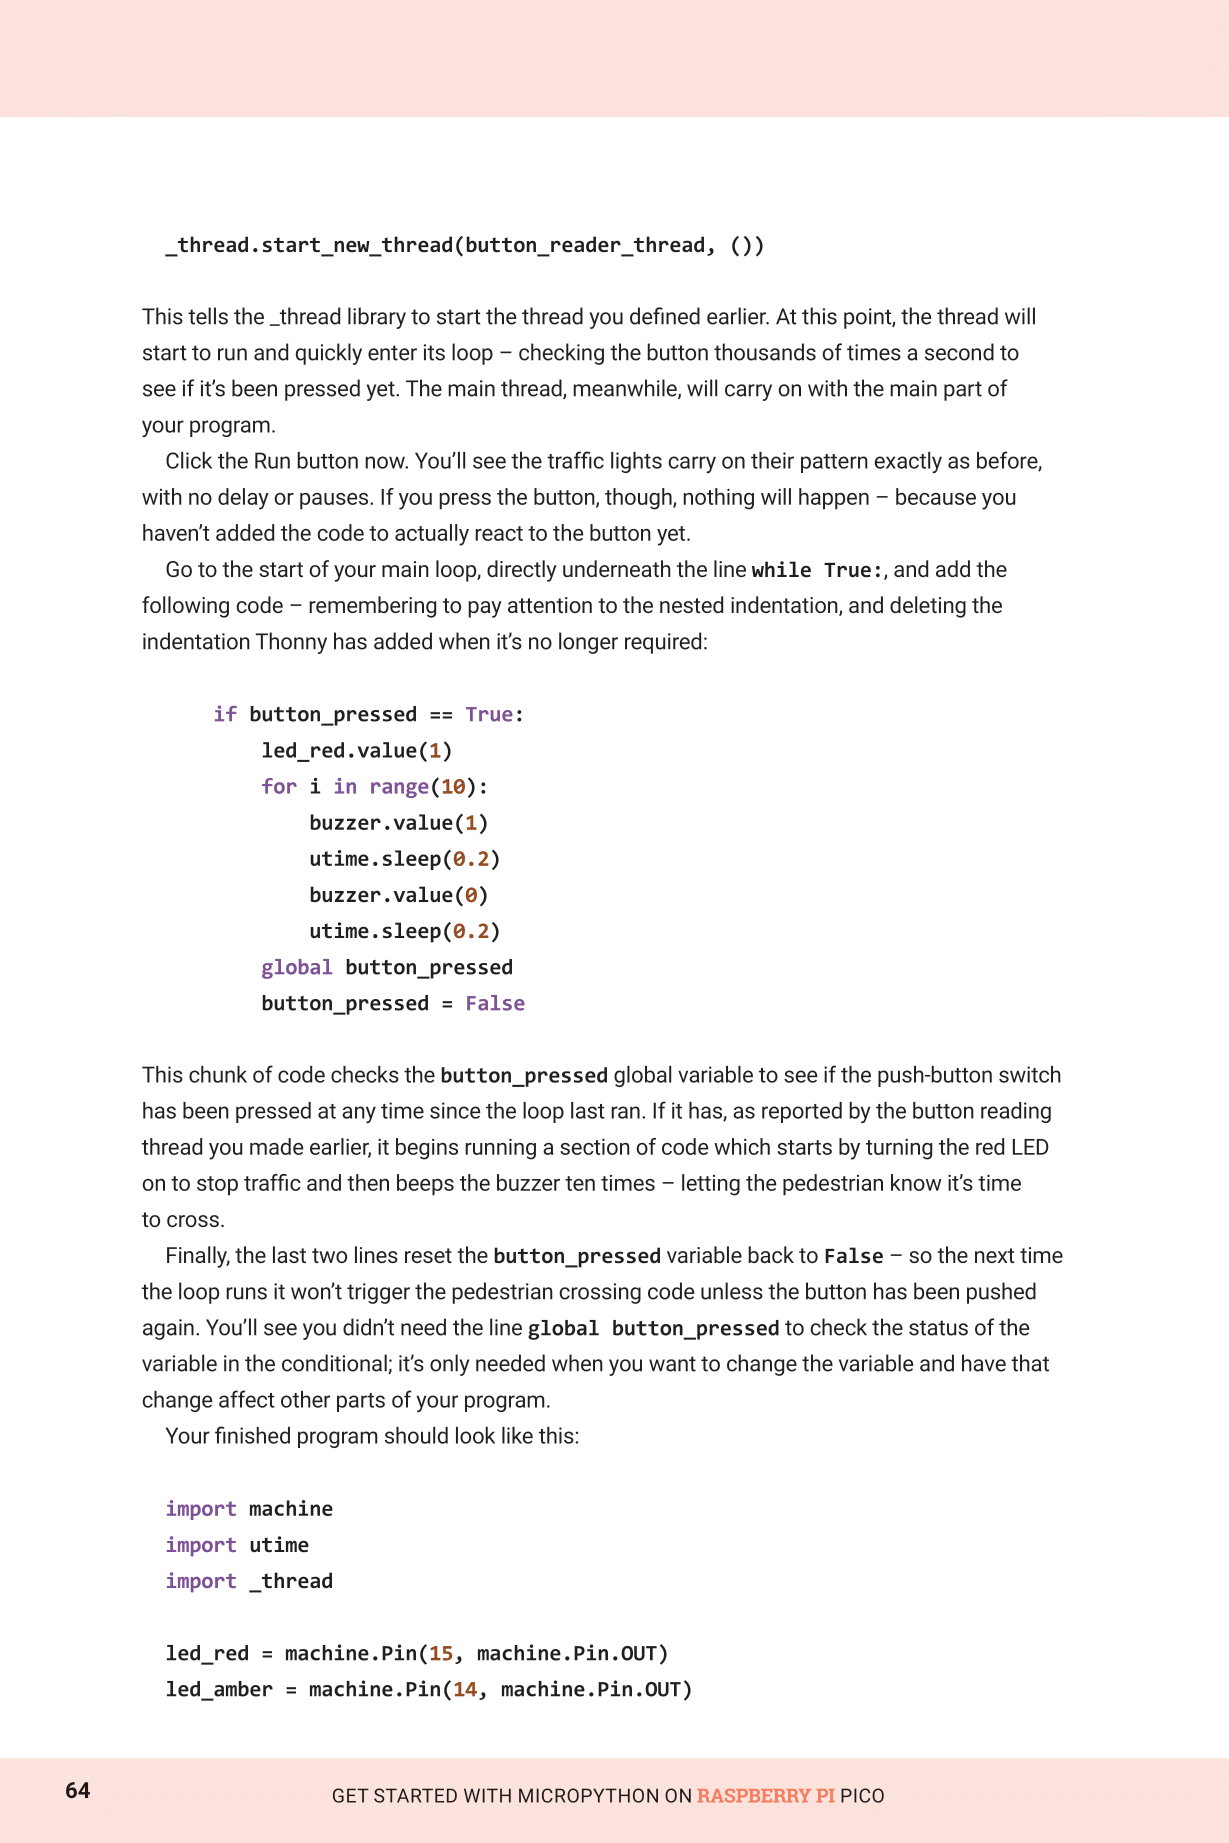 _thread.start_new_thread(button_reader_thread, ())
This tells the _thread library to start the thread you defined earlier. At this point, the thread will
start to run and quickly enter its loop – checking the button thousands of times a second to
see if it’s been pressed yet. The main thread, meanwhile, will carry on with the main part of
your program.
Click the Run button now. You’ll see the traffic lights carry on their pattern exactly as before,
with no delay or pauses. If you press the button, though, nothing will happen – because you
haven’t added the code to actually react to the button yet.
Go to the start of your main loop, directly underneath the line while True:, and add the
following code – remembering to pay attention to the nested indentation, and deleting the
indentation Thonny has added when it’s no longer required:
    if button_pressed == True:
        led_red.value(1)
        for i in range(10):
            buzzer.value(1)
            utime.sleep(0.2)
            buzzer.value(0)
            utime.sleep(0.2)
        global button_pressed
        button_pressed = False
This chunk of code checks the button_pressed global variable to see if the push-button switch
has been pressed at any time since the loop last ran. If it has, as reported by the button reading
thread you made earlier, it begins running a section of code which starts by turning the red LED
on to stop traffic and then beeps the buzzer ten times – letting the pedestrian know it’s time
to cross.
Finally, the last two lines reset the button_pressed variable back to False – so the next time
the loop runs it won’t trigger the pedestrian crossing code unless the button has been pushed
again. You’ll see you didn’t need the line global button_pressed to check the status of the
variable in the conditional; it’s only needed when you want to change the variable and have that
change affect other parts of your program.
Your finished program should look like this:
import machine
import utime
import _thread
led_red = machine.Pin(15, machine.Pin.OUT)
led_amber = machine.Pin(14, machine.Pin.OUT)
64
GET STARTED WITH MICROPYTHON ON RASPBERRY PI PICO